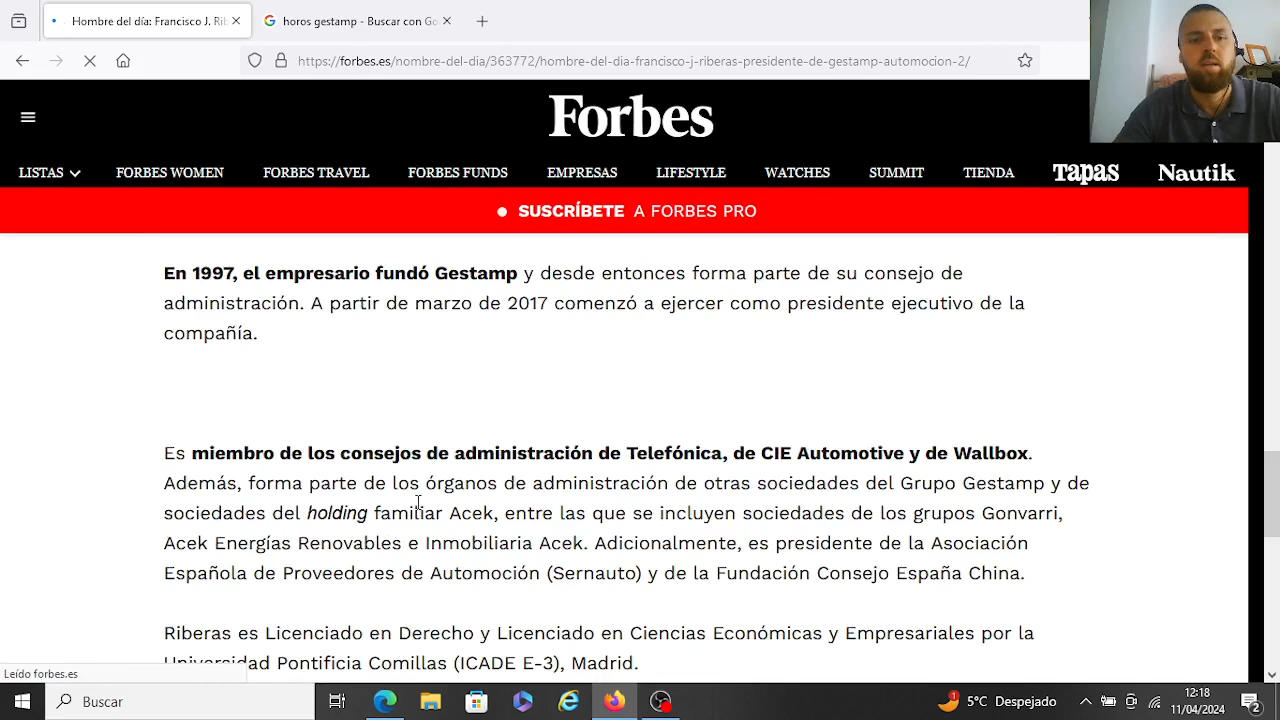 Hombre del día: Francisco J. Rib
horos gestamp - Buscar con Go
https://forbes.es/nombre-del-dia/363772/hombre-del-dia-francisco-j-riberas-presidente-de-gestamp-automocion-2/
Forbes
LISTAS FORBES WOMEN FORBES TRAVEL FORBES FUNDS EMPRESAS LIFESTYLE WATCHES SUMMIT TIENDA Tapas Nautik
SUSCRÍBETE A FORBES PRO
En 1997, el empresario fundó Gestamp y desde entonces forma parte de su consejo de
administración. A partir de marzo de 2017 comenzó a ejercer como presidente ejecutivo de la
compañía.
Es miembro de los consejos de administración de Telefónica, de CIE Automotive y de Wallbox.
Además, forma parte de los órganos de administración de otras sociedades del Grupo Gestamp y de
sociedades del holding familiar Acek, entre las que se incluyen sociedades de los grupos Gonvarri,
Acek Energías Renovables e Inmobiliaria Acek. Adicionalmente, es presidente de la Asociación
Española de Proveedores de Automoción (Sernauto) y de la Fundación Consejo España China.
Riberas es Licenciado en Derecho y Licenciado en Ciencias Económicas y Empresariales por la
Universidad Pontificia Comillas (ICADE E-3), Madrid.
Leído forbes.es
Buscar
1
5°C Despejado
12:18
11/04/2024
2